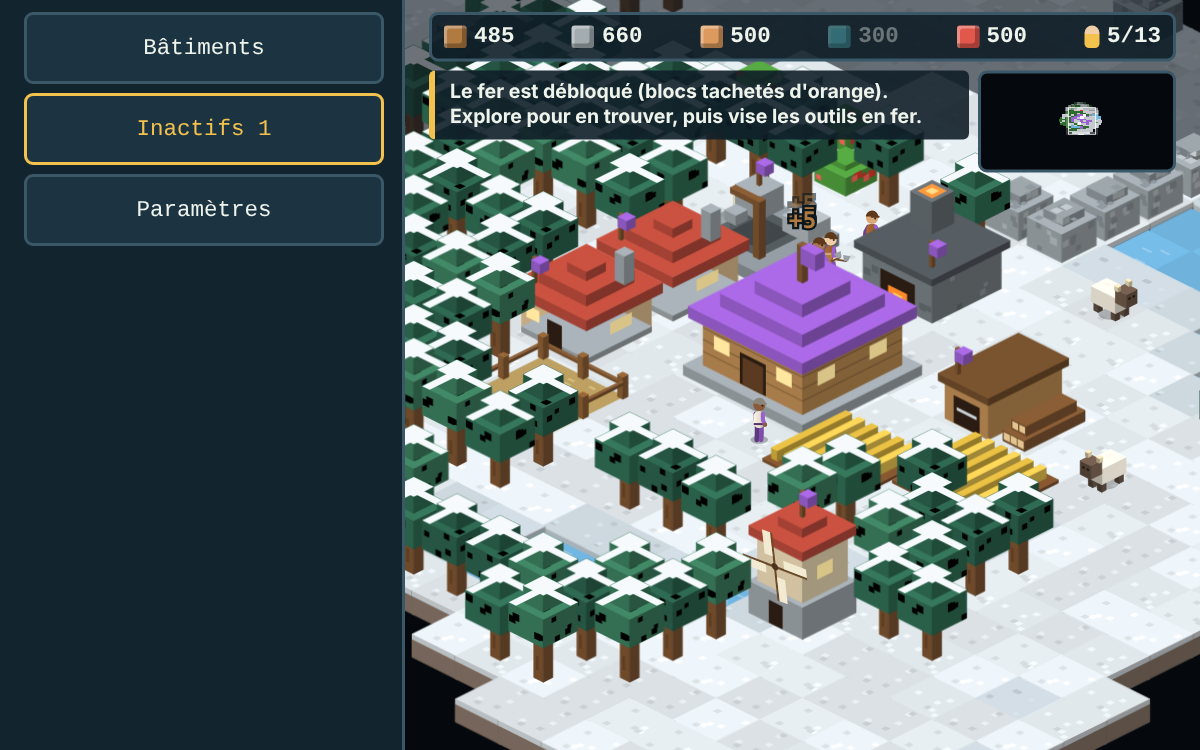 Bâtiments
Inactifs 1
Paramètres
485 660 500 300 500 5/13
Le fer est débloqué (blocs tachetés d'orange).
Explore pour en trouver, puis vise les outils en fer.
+5